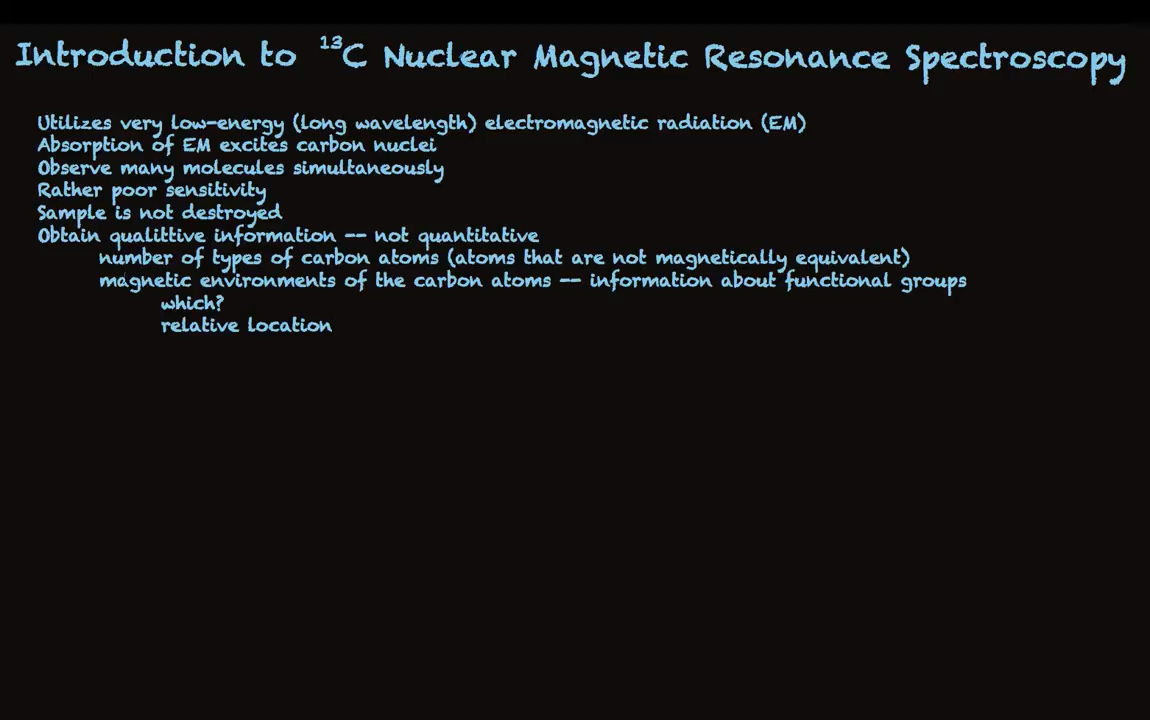 Introduction to ¹³C Nuclear Magnetic Resonance Spectroscopy
Utilizes very low-energy (long wavelength) electromagnetic radiation (EM)
Absorption of EM excites carbon nuclei
Observe many molecules simultaneously
Rather poor sensitivity
Sample is not destroyed
Obtain qualittive information -- not quantitative
number of types of carbon atoms (atoms that are not magnetically equivalent)
magnetic environments of the carbon atoms -- information about functional groups
which?
relative location